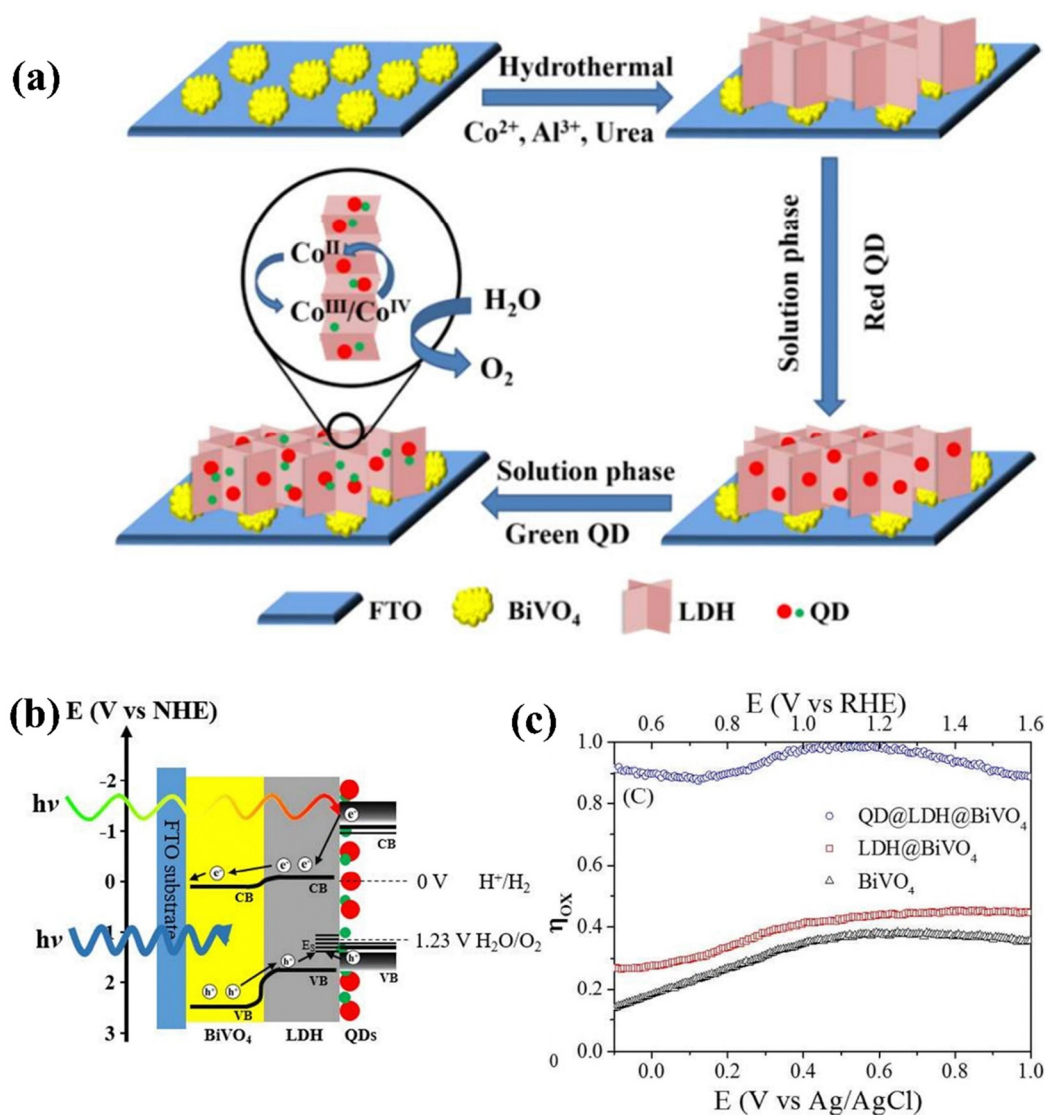 (a)
Hydrothermal
Co²⁺, Al³⁺, Urea
Solution phase
Red QD
Co^II
Co^III/Co^IV
H₂O
O₂
Solution phase
Green QD
FTO
BiVO₄
LDH
QD
(b)
E (V vs NHE)
-2
-1
0
1
2
3
hν
hν
FTO substrate
e⁻
CB
e⁻
e⁻ e⁻
CB
CB
0 V H⁺/H₂
1.23 V H₂O/O₂
E_S
h⁺
h⁺
VB
VB
h⁺ h⁺
VB
BiVO₄
LDH
QDs
(c)
E (V vs RHE)
0.6 0.8 1.0 1.2 1.4 1.6
1.0
0.8
0.6
0.4
0.2
0.0
η_OX
(C)
QD@LDH@BiVO₄
LDH@BiVO₄
BiVO₄
0
0.0 0.2 0.4 0.6 0.8 1.0
E (V vs Ag/AgCl)